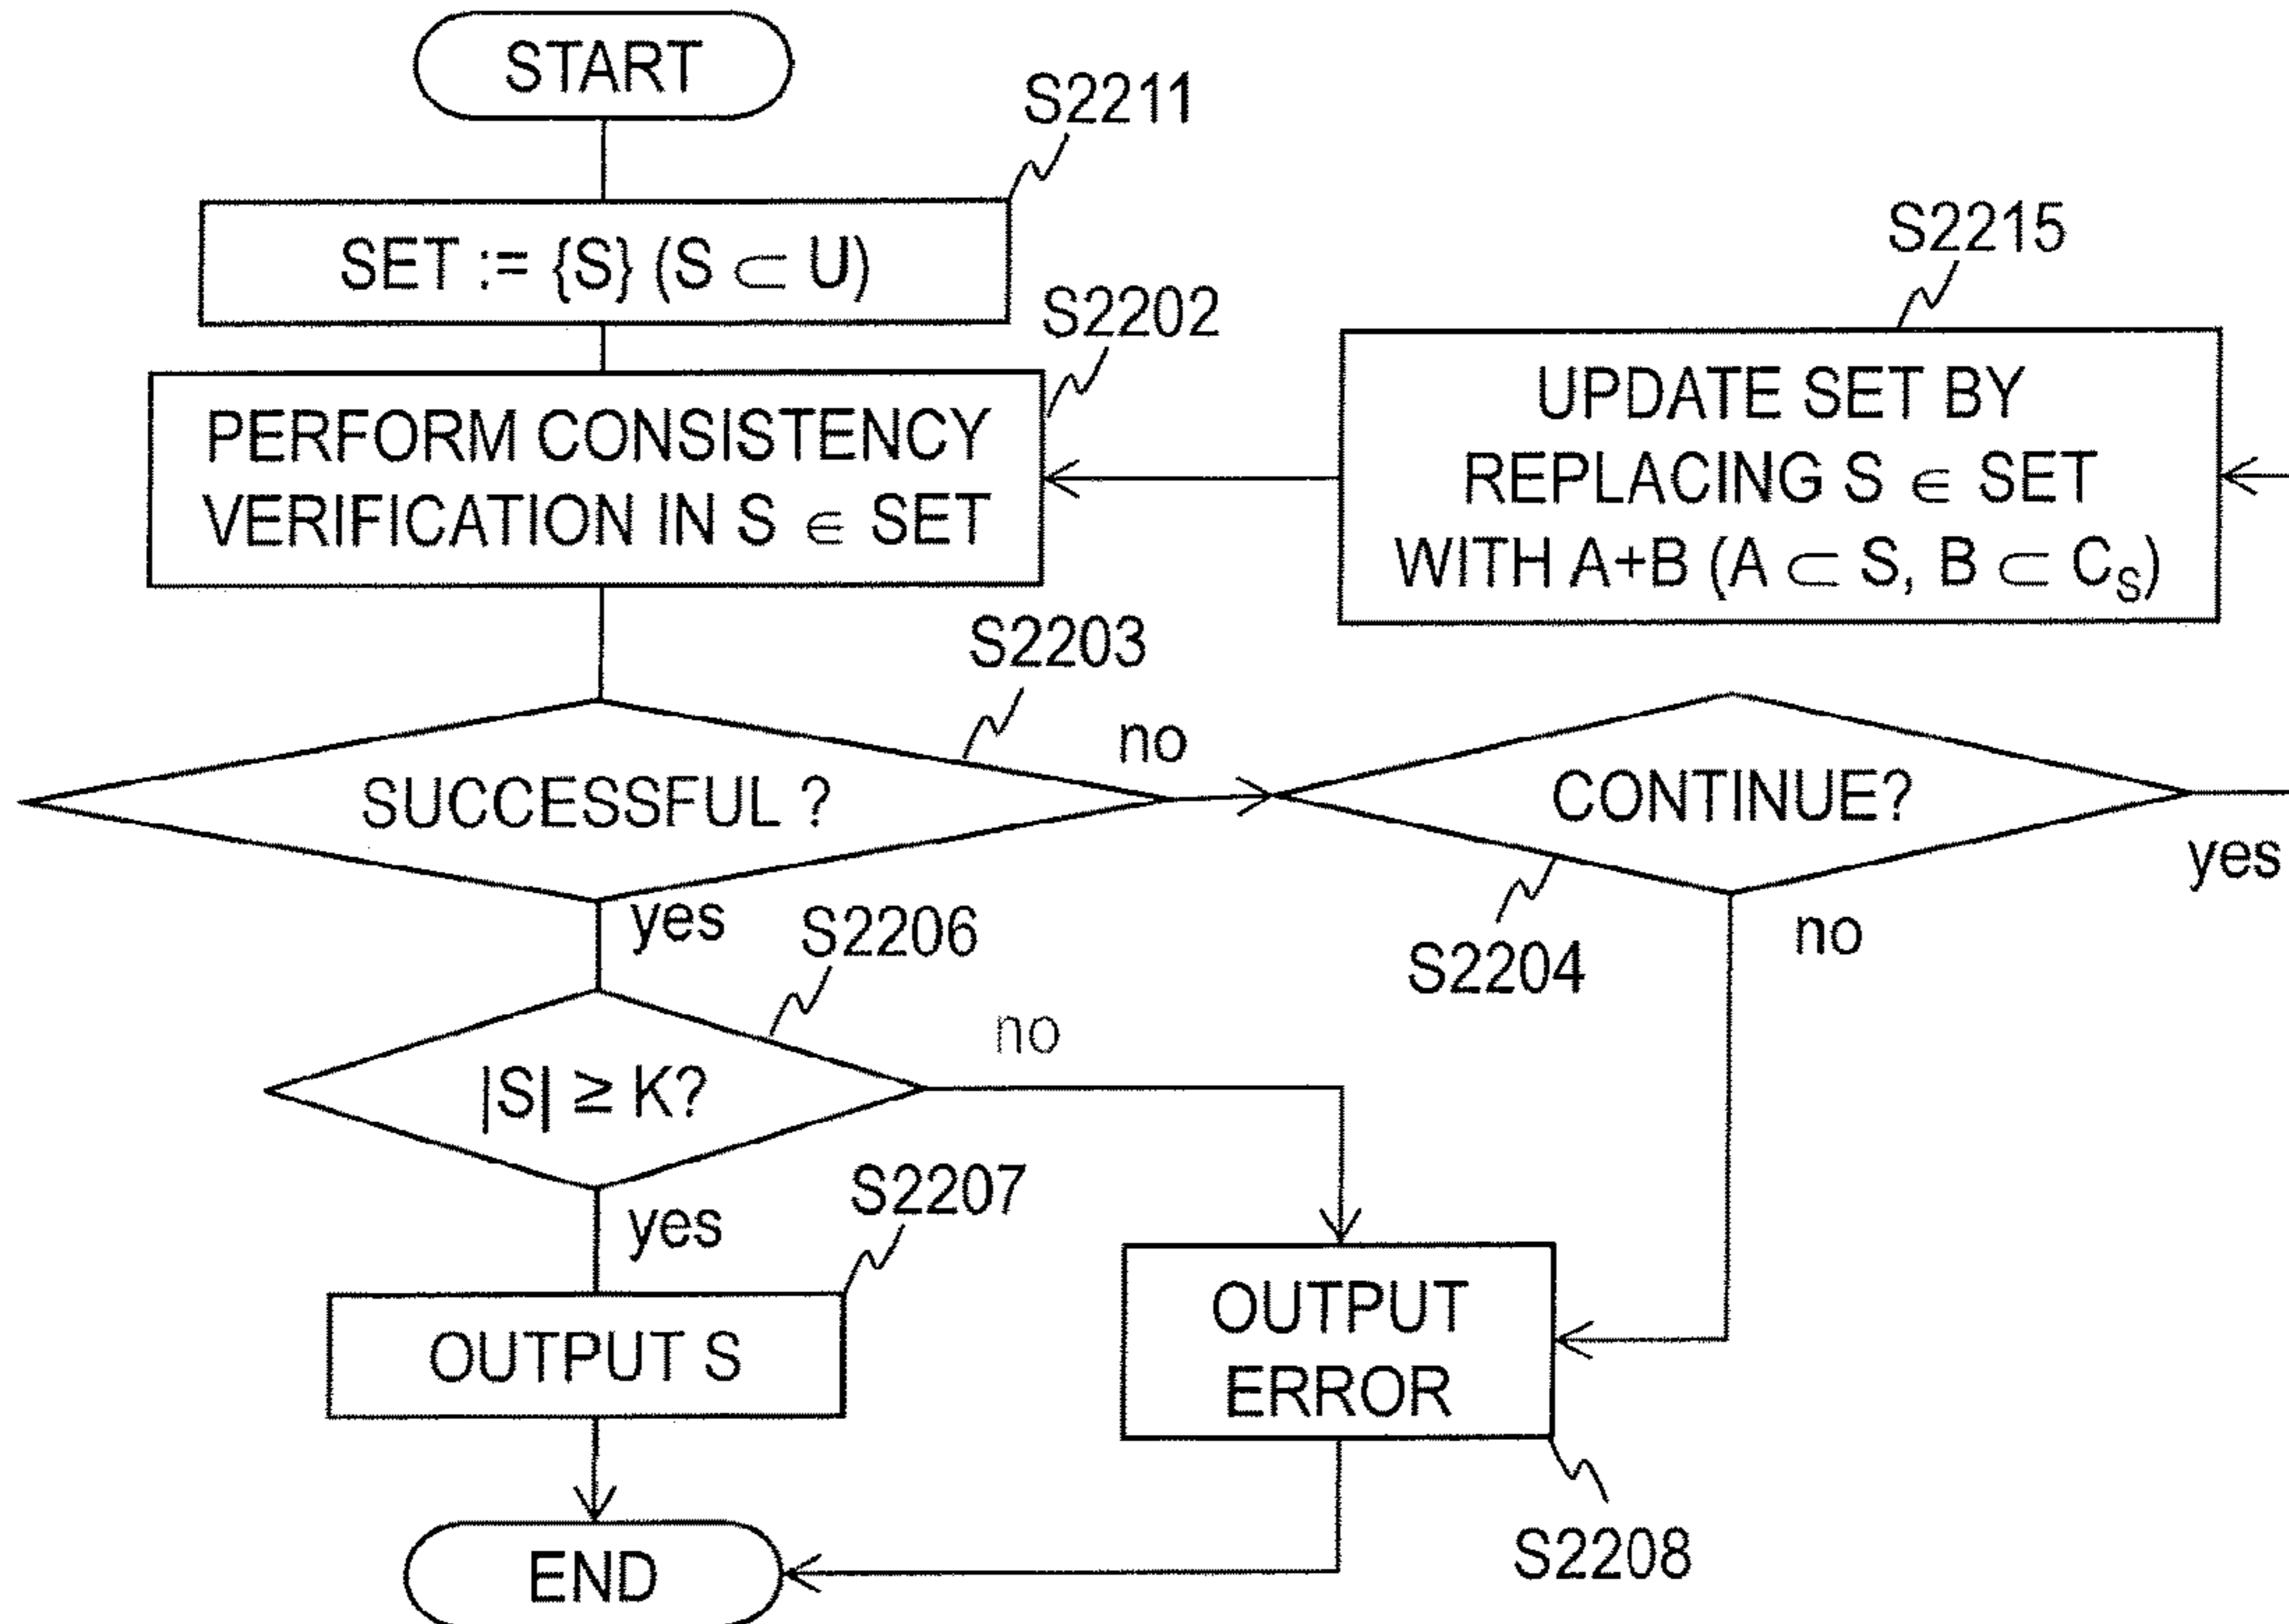 START
S2211
SET := {S} (S ⊂ U)
S2202
PERFORM CONSISTENCY
VERIFICATION IN S ∈ SET
S2215
UPDATE SET BY
REPLACING S ∈ SET
WITH A+B (A ⊂ S, B ⊂ Cs)
S2203
SUCCESSFUL ?
no
yes
CONTINUE?
yes
no
S2204
S2206
|S| ≥ K?
no
yes
S2207
OUTPUT S
OUTPUT
ERROR
S2208
END